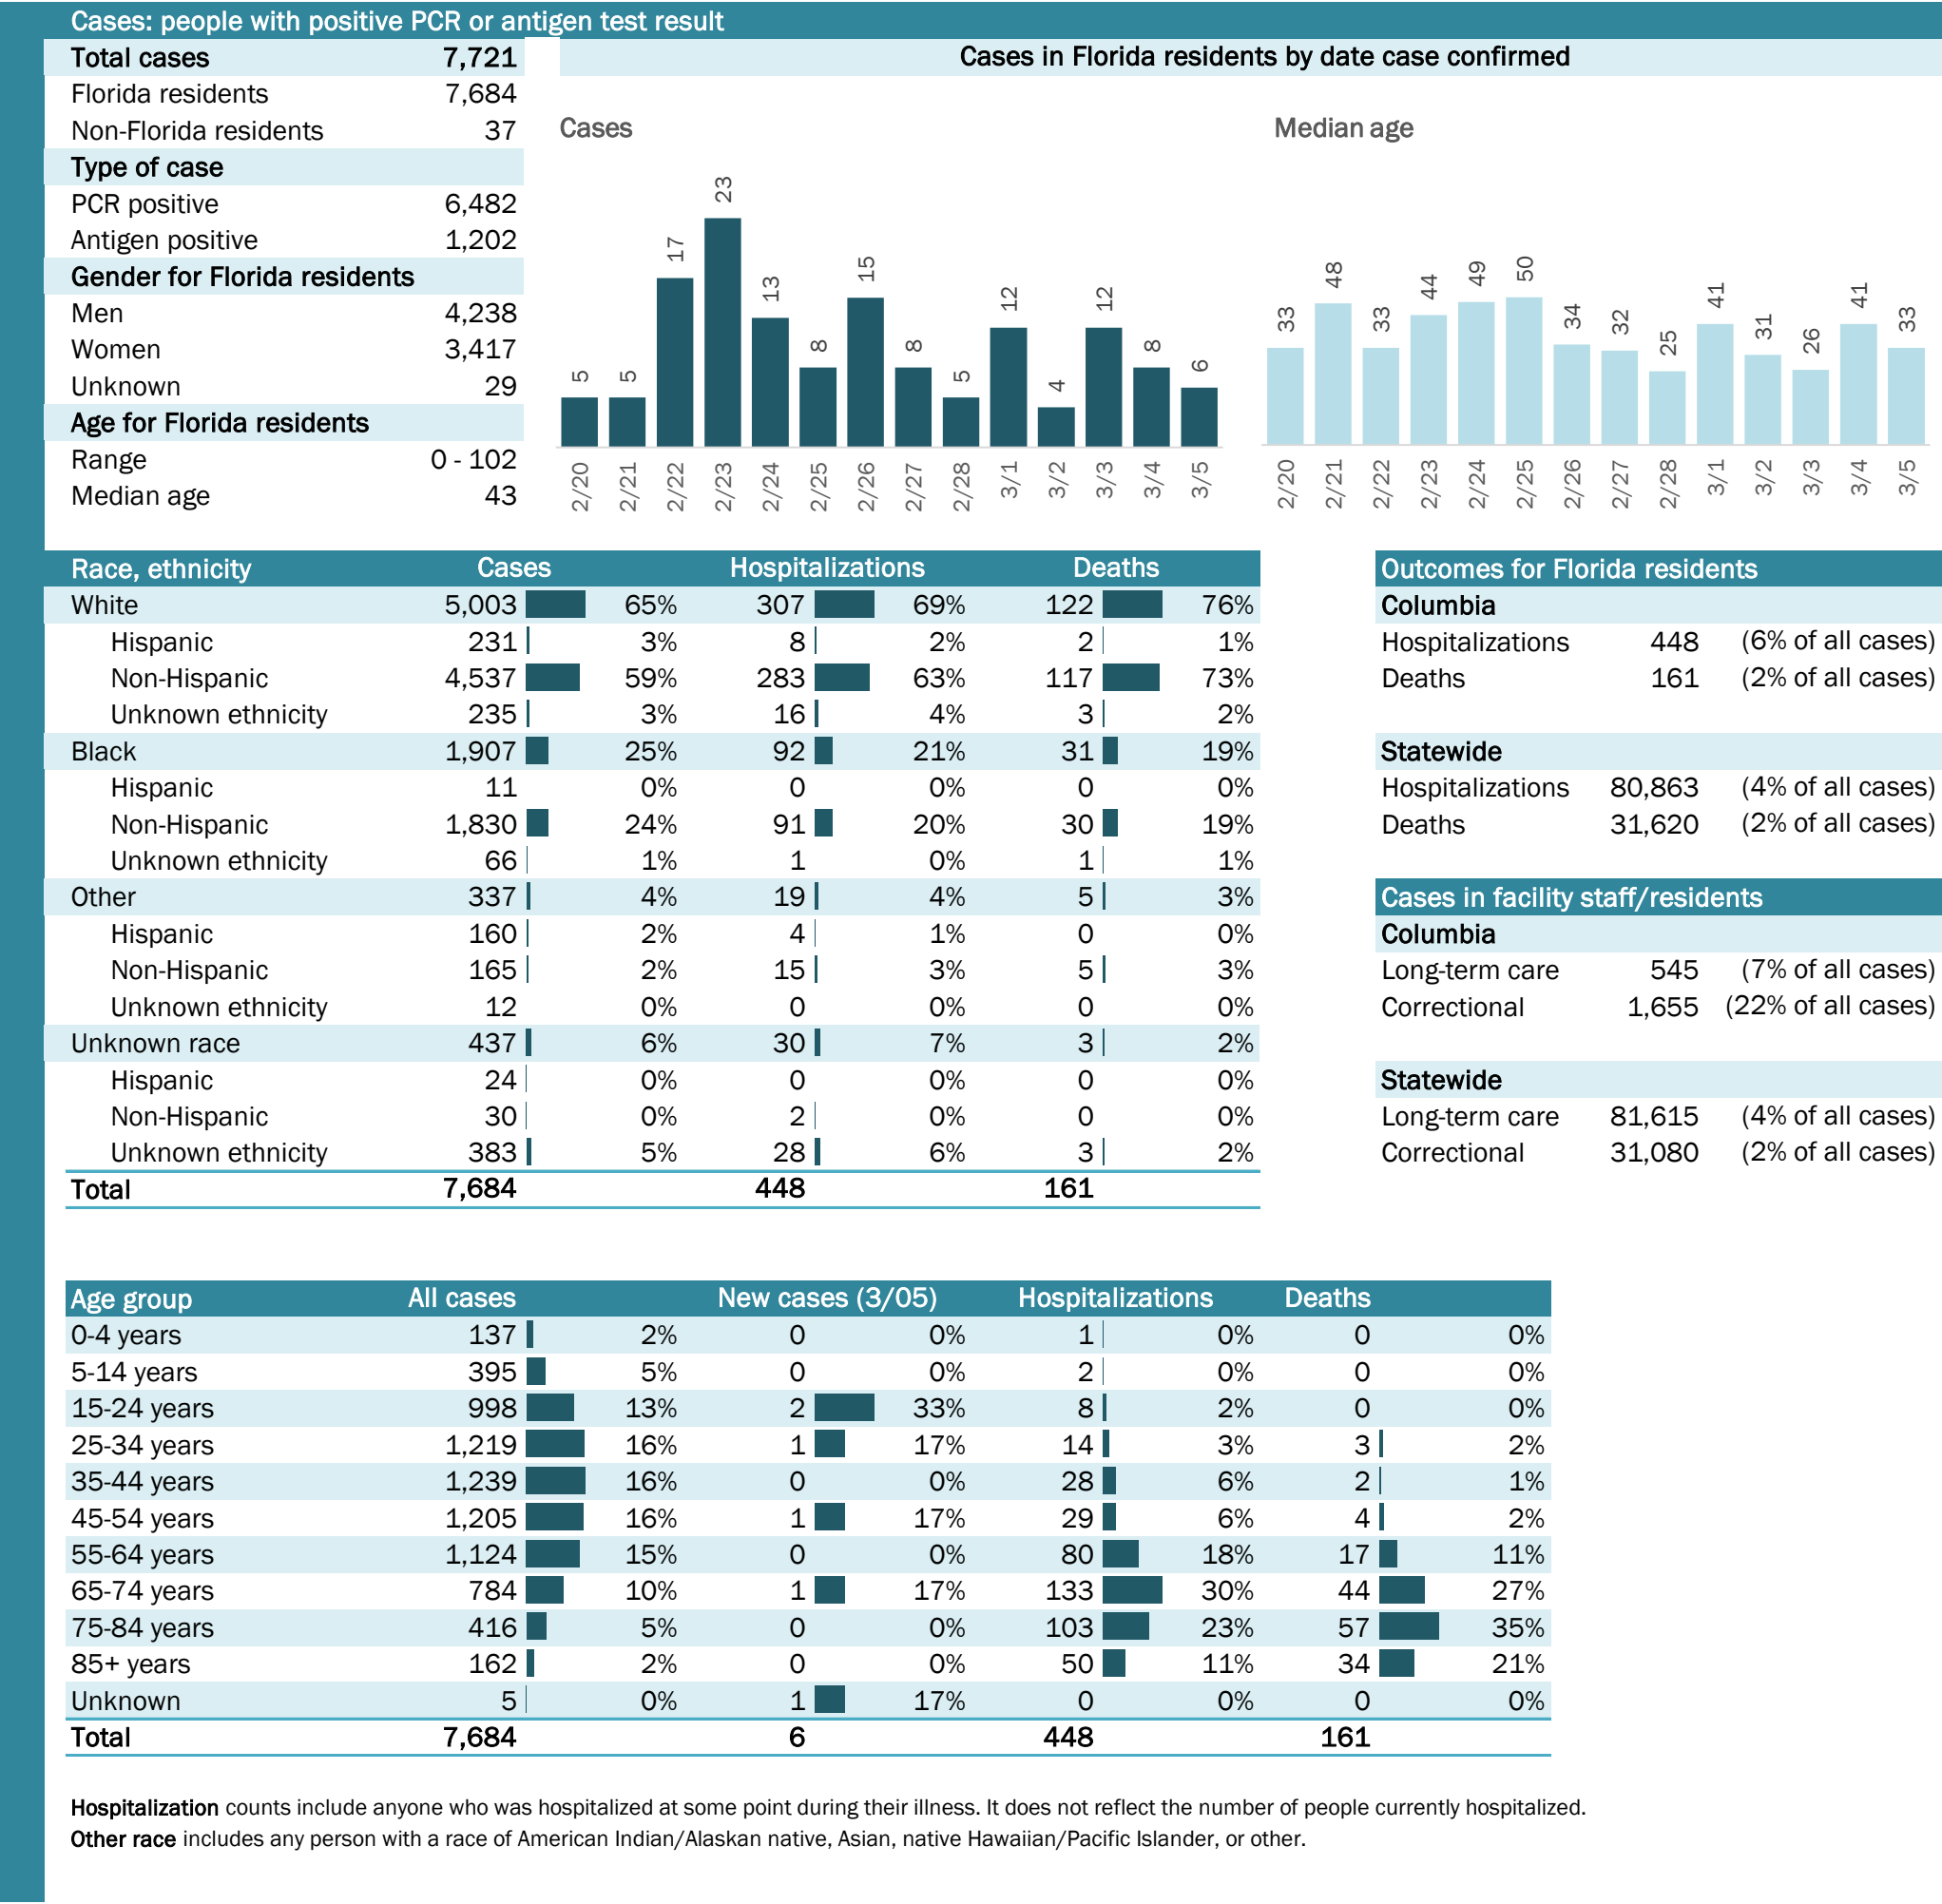 Cases: people with positive PCR or antigen test result
Total cases 7,721
Florida residents 7,684
Non-Florida residents 37
Type of case
PCR positive 6,482
Antigen positive 1,202
Gender for Florida residents
Men 4,238
Women 3,417
Unknown 29
Age for Florida residents
Range 0 - 102
Median age 43
Cases in Florida residents by date case confirmed
Cases
5 5 17 23 13 8 15 8 5 12 4 12 8 6
2/20 2/21 2/22 2/23 2/24 2/25 2/26 2/27 2/28 3/1 3/2 3/3 3/4 3/5
Median age
33 48 33 44 49 50 34 32 25 41 31 26 41 33
2/20 2/21 2/22 2/23 2/24 2/25 2/26 2/27 2/28 3/1 3/2 3/3 3/4 3/5
Race, ethnicity Cases Hospitalizations Deaths
White 5,003 65% 307 69% 122 76%
Hispanic 231 3% 8 2% 2 1%
Non-Hispanic 4,537 59% 283 63% 117 73%
Unknown ethnicity 235 3% 16 4% 3 2%
Black 1,907 25% 92 21% 31 19%
Hispanic 11 0% 0 0% 0 0%
Non-Hispanic 1,830 24% 91 20% 30 19%
Unknown ethnicity 66 1% 1 0% 1 1%
Other 337 4% 19 4% 5 3%
Hispanic 160 2% 4 1% 0 0%
Non-Hispanic 165 2% 15 3% 5 3%
Unknown ethnicity 12 0% 0 0% 0 0%
Unknown race 437 6% 30 7% 3 2%
Hispanic 24 0% 0 0% 0 0%
Non-Hispanic 30 0% 2 0% 0 0%
Unknown ethnicity 383 5% 28 6% 3 2%
Total 7,684 448 161
Outcomes for Florida residents
Columbia
Hospitalizations 448 (6% of all cases)
Deaths 161 (2% of all cases)
Statewide
Hospitalizations 80,863 (4% of all cases)
Deaths 31,620 (2% of all cases)
Cases in facility staff/residents
Columbia
Long-term care 545 (7% of all cases)
Correctional 1,655 (22% of all cases)
Statewide
Long-term care 81,615 (4% of all cases)
Correctional 31,080 (2% of all cases)
Age group All cases New cases (3/05) Hospitalizations Deaths
0-4 years 137 2% 0 0% 1 0% 0 0%
5-14 years 395 5% 0 0% 2 0% 0 0%
15-24 years 998 13% 2 33% 8 2% 0 0%
25-34 years 1,219 16% 1 17% 14 3% 3 2%
35-44 years 1,239 16% 0 0% 28 6% 2 1%
45-54 years 1,205 16% 1 17% 29 6% 4 2%
55-64 years 1,124 15% 0 0% 80 18% 17 11%
65-74 years 784 10% 1 17% 133 30% 44 27%
75-84 years 416 5% 0 0% 103 23% 57 35%
85+ years 162 2% 0 0% 50 11% 34 21%
Unknown 5 0% 1 17% 0 0% 0 0%
Total 7,684 6 448 161
Hospitalization counts include anyone who was hospitalized at some point during their illness. It does not reflect the number of people currently hospitalized.
Other race includes any person with a race of American Indian/Alaskan native, Asian, native Hawaiian/Pacific Islander, or other.